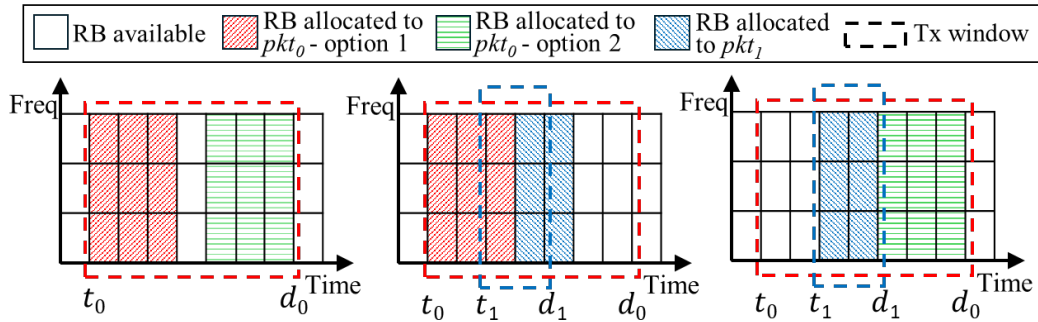 RB available
RB allocated to
pkt₀ - option 1
RB allocated to
pkt₀ - option 2
RB allocated
to pkt₁
Tx window
Freq
Time
t₀
d₀
Freq
Time
t₀
t₁
d₁
d₀
Freq
Time
t₀
t₁
d₁
d₀